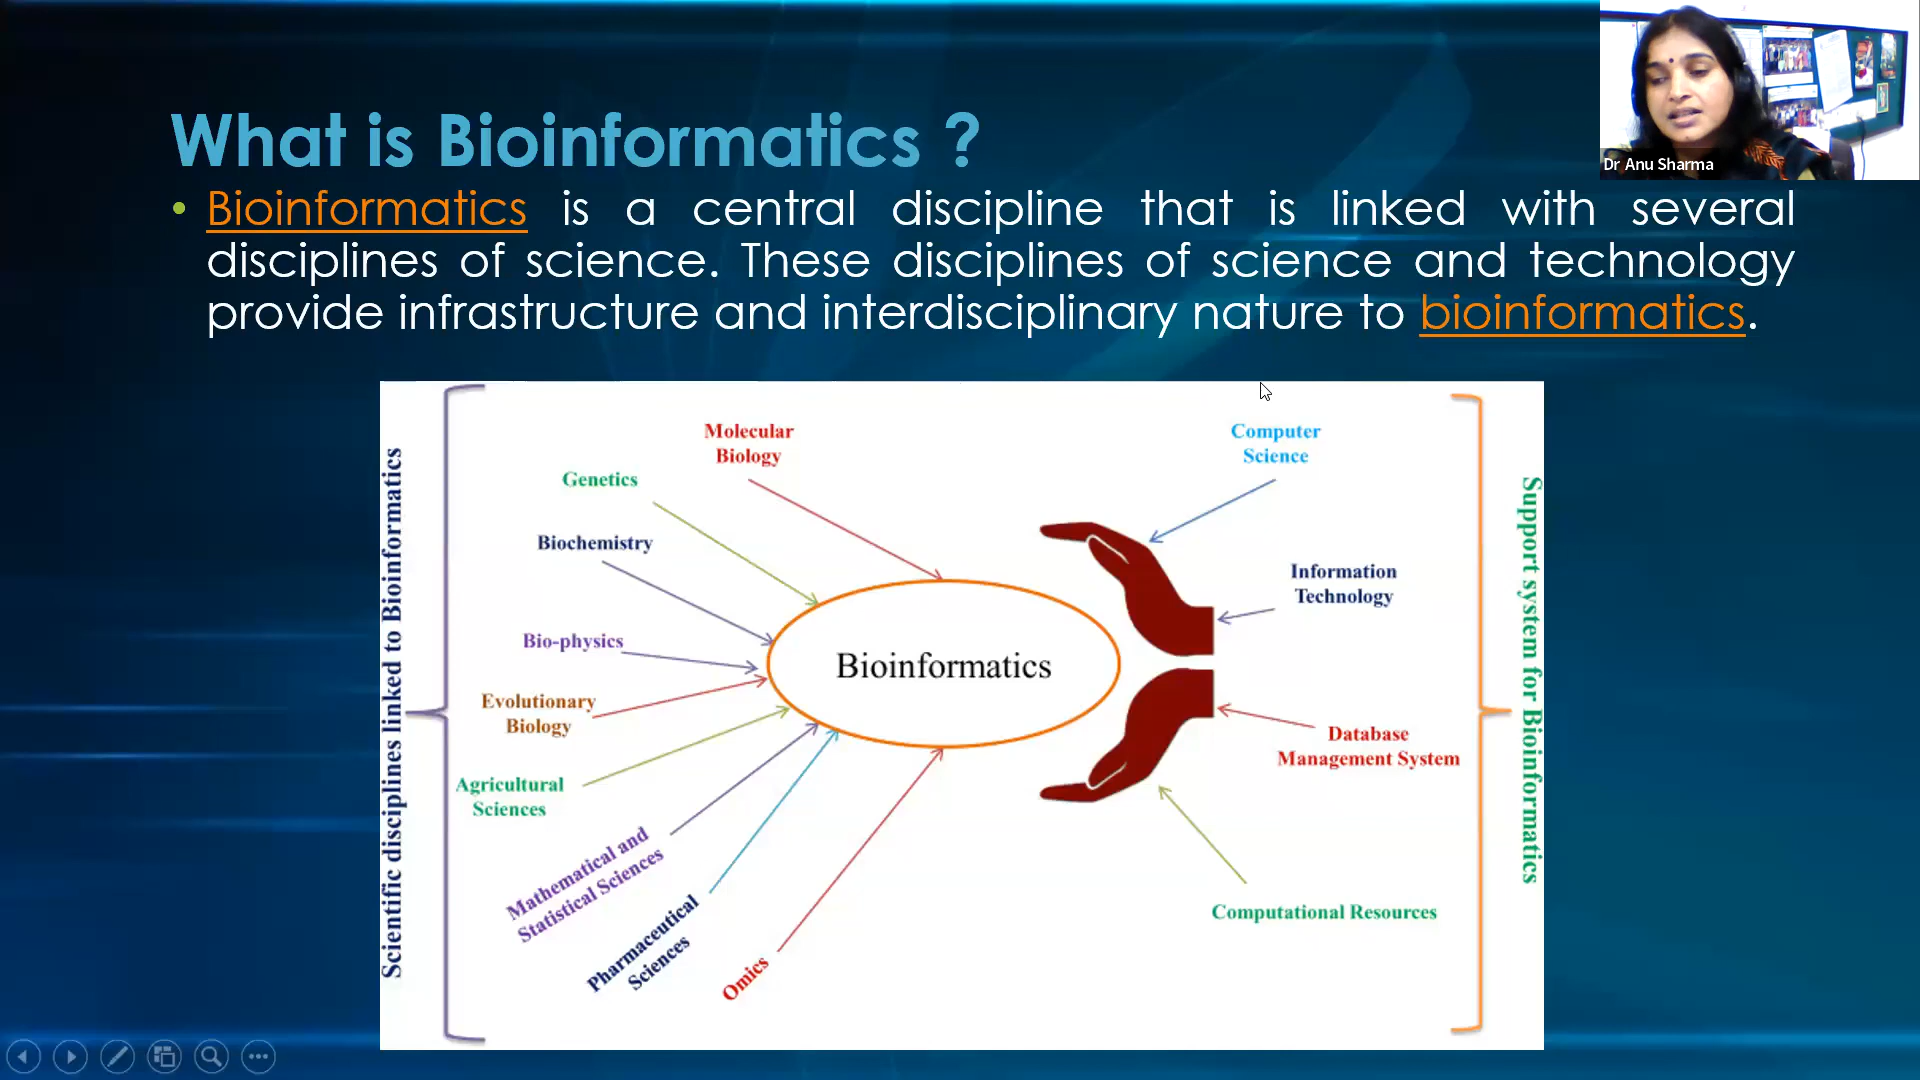 What is Bioinformatics ?
Dr Anu Sharma
• Bioinformatics is a central discipline that is linked with several
disciplines of science. These disciplines of science and technology
provide infrastructure and interdisciplinary nature to bioinformatics.
Scientific disciplines linked to Bioinformatics
Molecular
Biology
Genetics
Biochemistry
Bio-physics
Evolutionary
Biology
Agricultural
Sciences
Mathematical and
Statistical Sciences
Pharmaceutical
Sciences
Omics
Bioinformatics
Computer
Science
Information
Technology
Database
Management System
Computational Resources
Support system for Bioinformatics